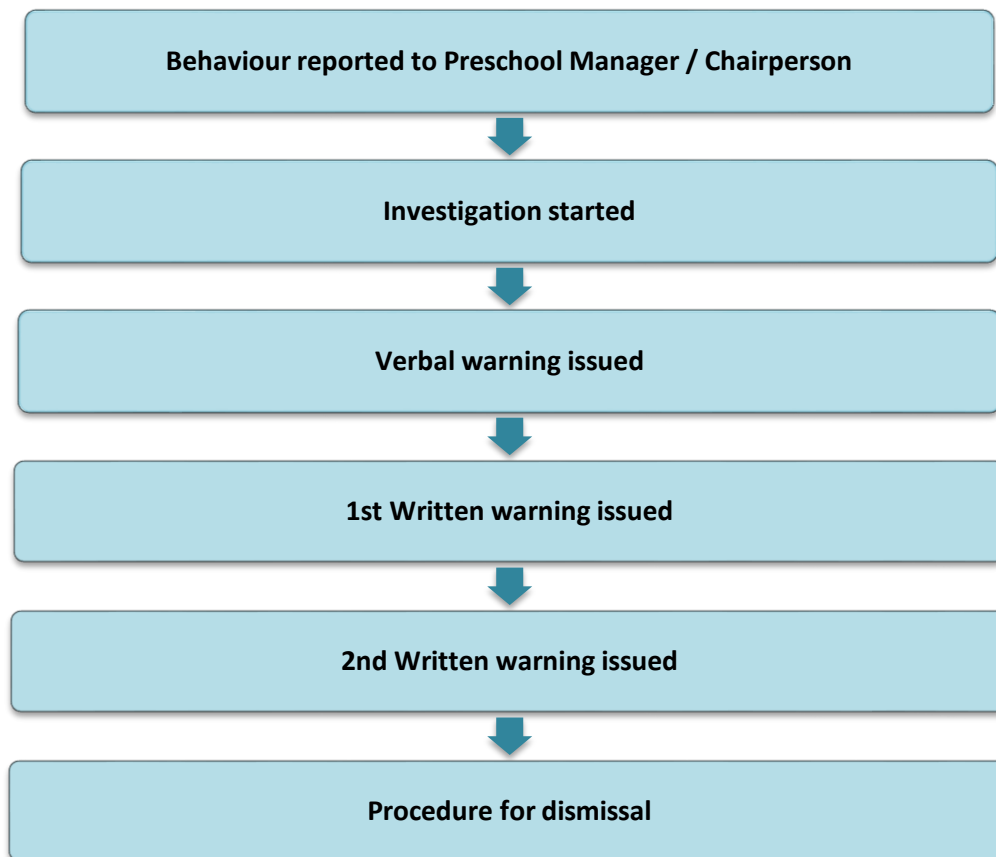 Behaviour reported to Preschool Manager / Chairperson
Investigation started
Verbal warning issued
1st Written warning issued
2nd Written warning issued
Procedure for dismissal